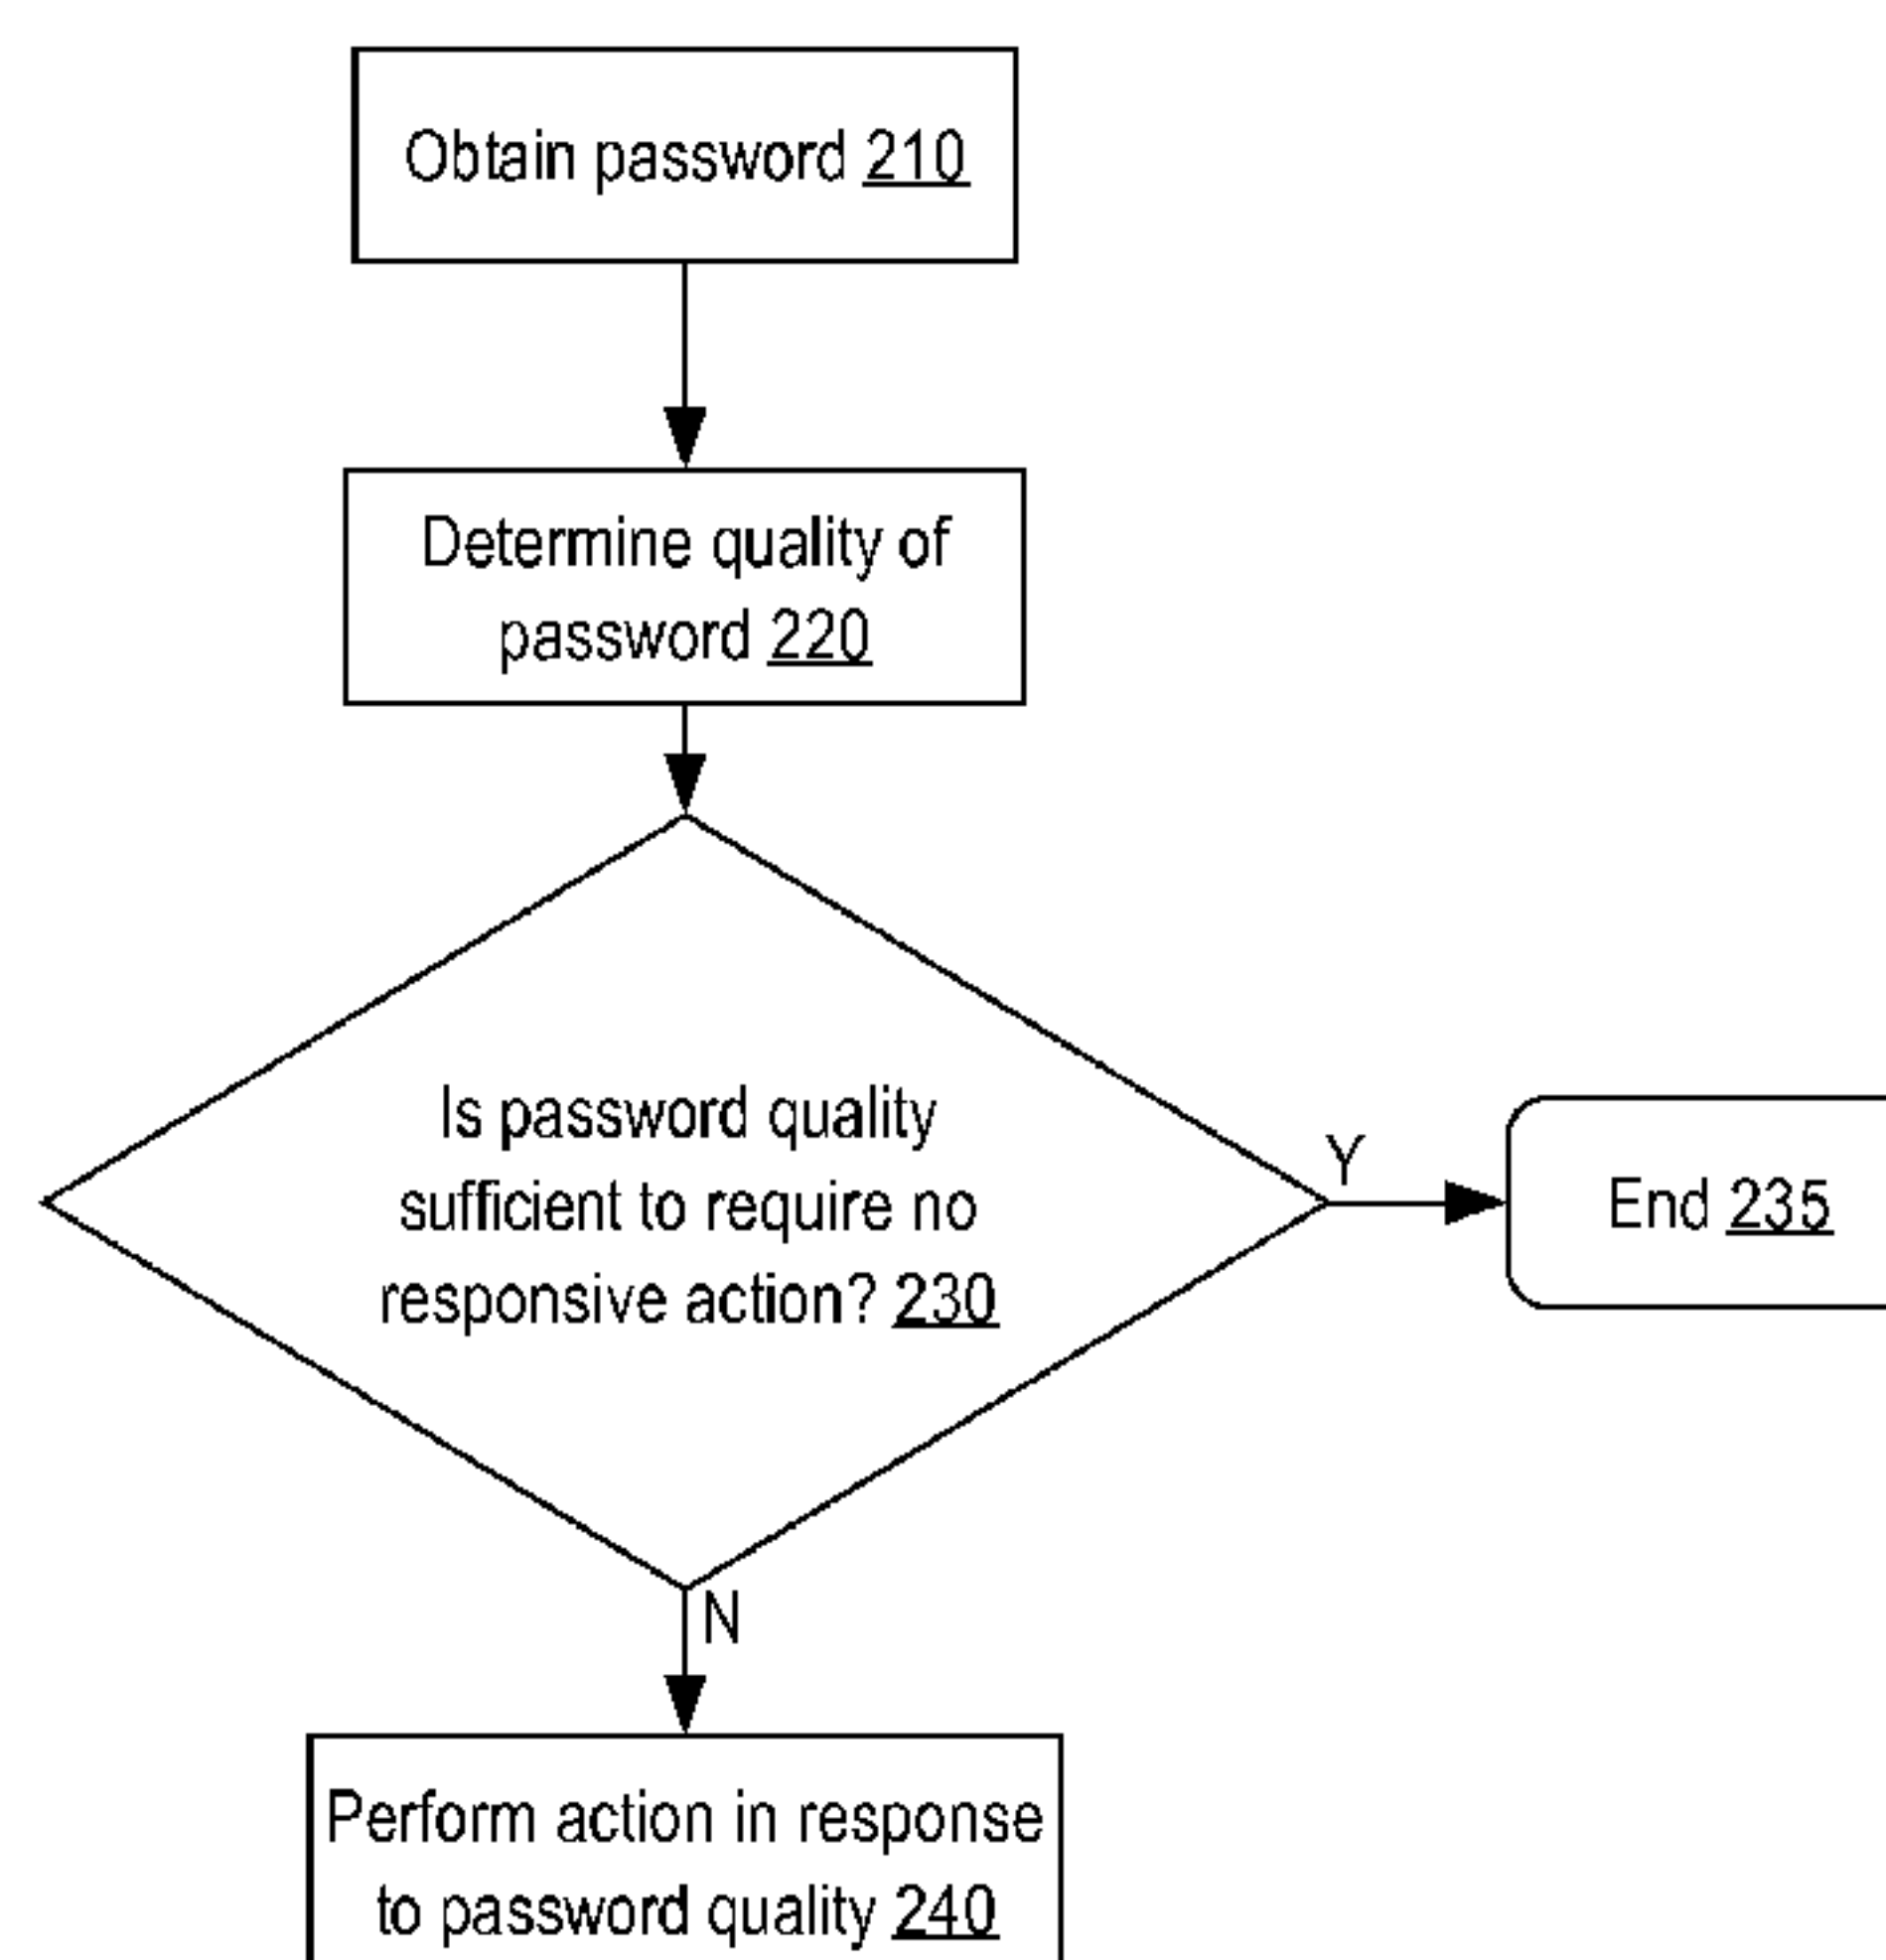 Obtain password 210
Determine quality of
password 220
Is password quality
sufficient to require no
responsive action? 230
Y
End 235
N
Perform action in response
to password quality 240